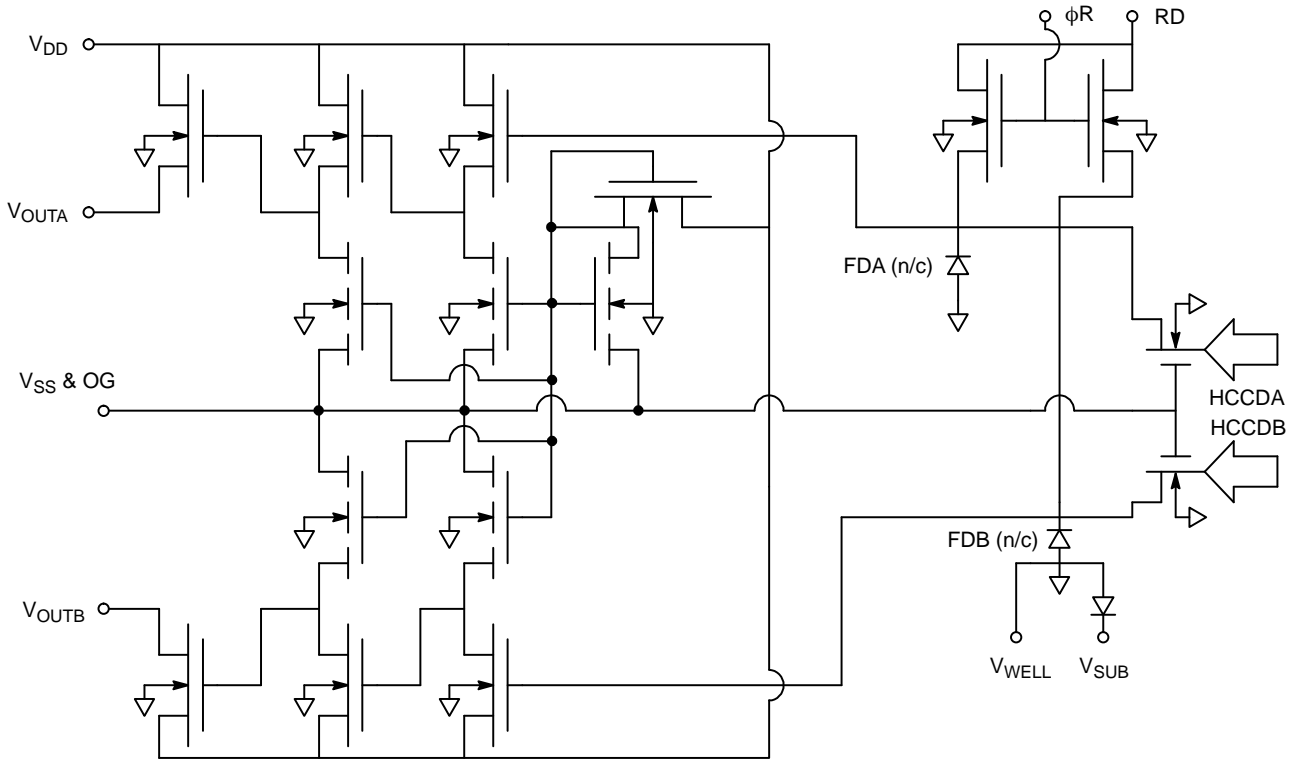 ϕR
RD
VDD
VOUTA
FDA (n/c)
VSS & OG
HCCDA
HCCDB
FDB (n/c)
VOUTB
VWELL
VSUB